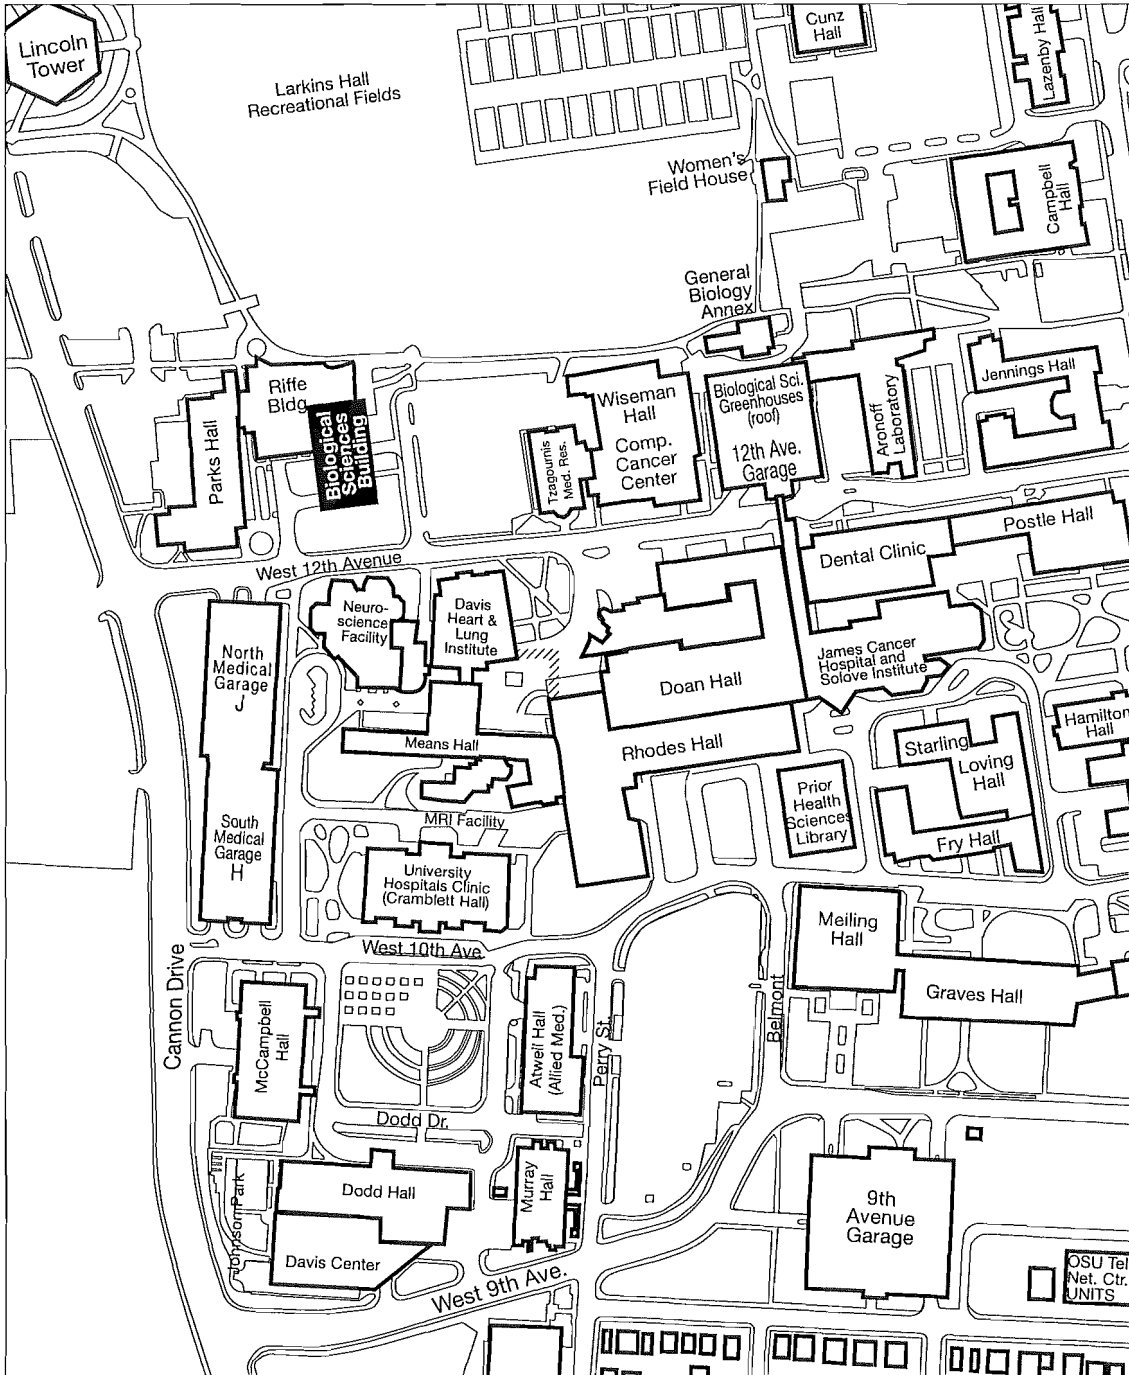 Lincoln
Tower
Larkins Hall
Recreational Fields
Cunz
Hall
Lazenby Hall
Women's
Field House
Campbell
Hall
General
Biology
Annex
Riffe
Bldg.
Biological
Sciences
Building
Parks Hall
Wiseman
Hall
Comp.
Cancer
Center
Tzagournis
Med. Res.
Biological Sci.
Greenhouses
(roof)
12th Ave.
Garage
Aronoff
Laboratory
Jennings Hall
Postle Hall
Dental Clinic
West 12th Avenue
Neuro-
science
Facility
Davis
Heart &
Lung
Institute
North
Medical
Garage
J
James Cancer
Hospital and
Solove Institute
Doan Hall
Rhodes Hall
Means Hall
Hamilton
Hall
Starling
Loving
Hall
Prior
Health
Sciences
Library
Fry Hall
South
Medical
Garage
H
MRI Facility
University
Hospitals Clinic
(Cramblett Hall)
Meiling
Hall
West 10th Ave.
Graves Hall
Cannon Drive
McCampbell
Hall
Atwell Hall
(Allied Med.)
Perry St.
Belmont
Dodd Dr.
Johnson Park
Dodd Hall
Murray
Hall
9th
Avenue
Garage
Davis Center
West 9th Ave.
OSU Tel
Net. Ctr.
UNITS